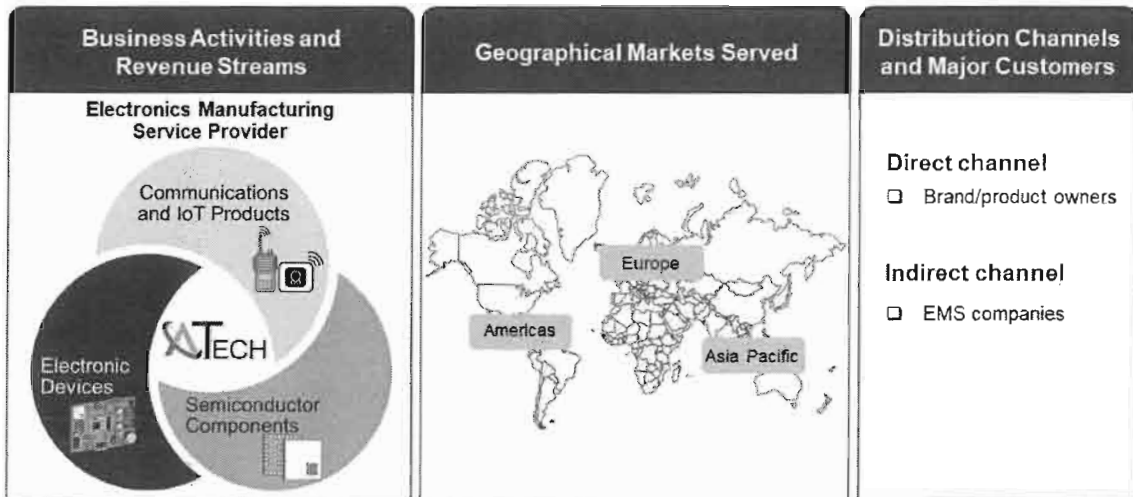 Business Activities and
Revenue Streams
Electronics Manufacturing
Service Provider
Communications
and IoT Products
TECH
Electronic
Devices
Semiconductor
Components
Geographical Markets Served
Europe
Americas
Asia Pacific
Distribution Channels
and Major Customers
Direct channel
❑ Brand/product owners
Indirect channel
❑ EMS companies